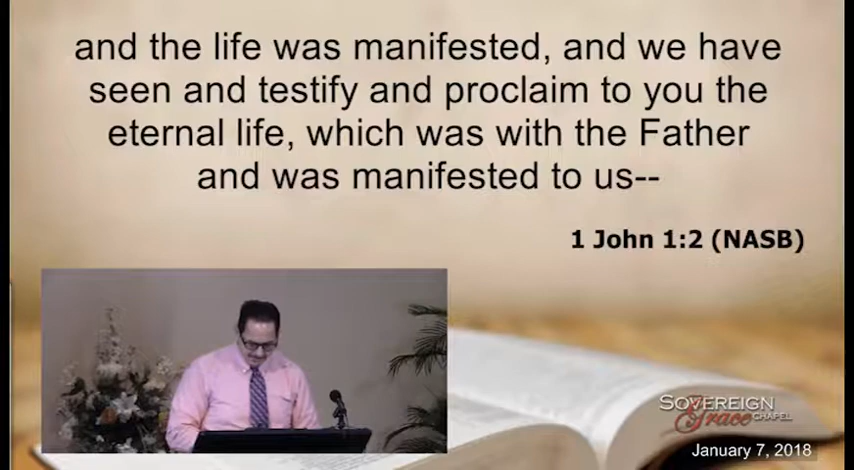 and the life was manifested, and we have
seen and testify and proclaim to you the
eternal life, which was with the Father
and was manifested to us--
1 John 1:2 (NASB)
SOVEREIGN
Grace CHAPEL
January 7, 2018